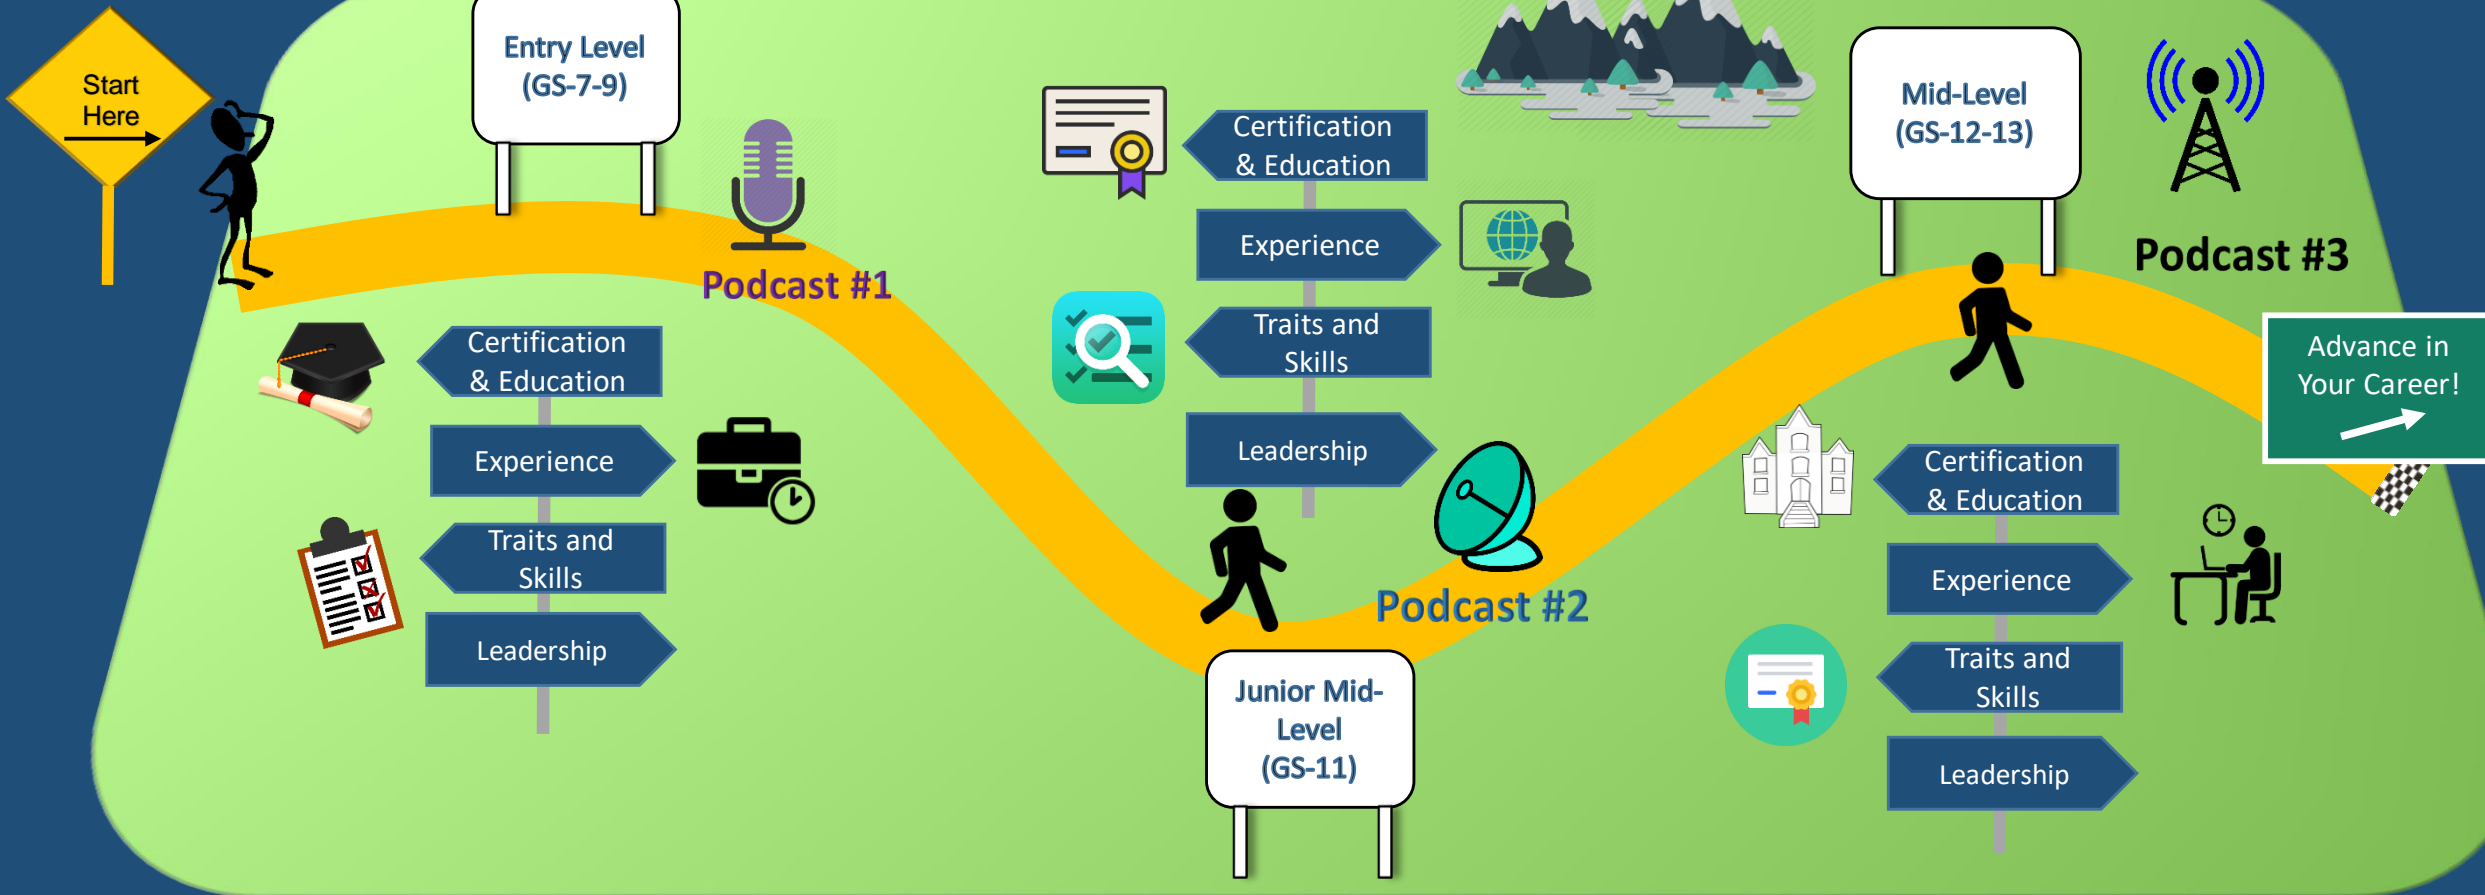 Start
Here
Entry Level
(GS-7-9)
Podcast #1
Certification
& Education
Experience
Traits and
Skills
Leadership
Certification
& Education
Experience
Traits and
Skills
Leadership
Podcast #2
Junior Mid-
Level
(GS-11)
Mid-Level
(GS-12-13)
Podcast #3
Advance in
Your Career!
Certification
& Education
Experience
Traits and
Skills
Leadership